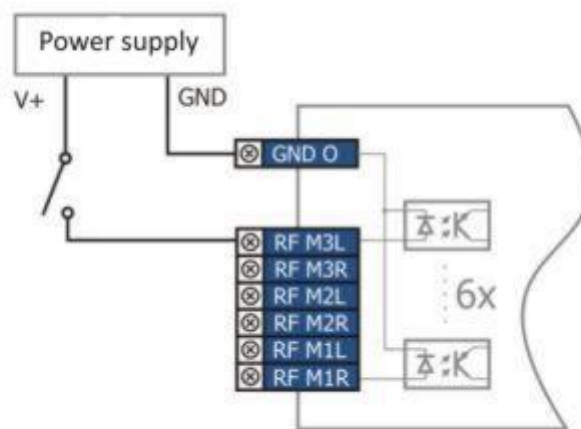 Power supply
V+
GND
GND O
RF M3L
RF M3R
RF M2L
RF M2R
RF M1L
RF M1R
6x